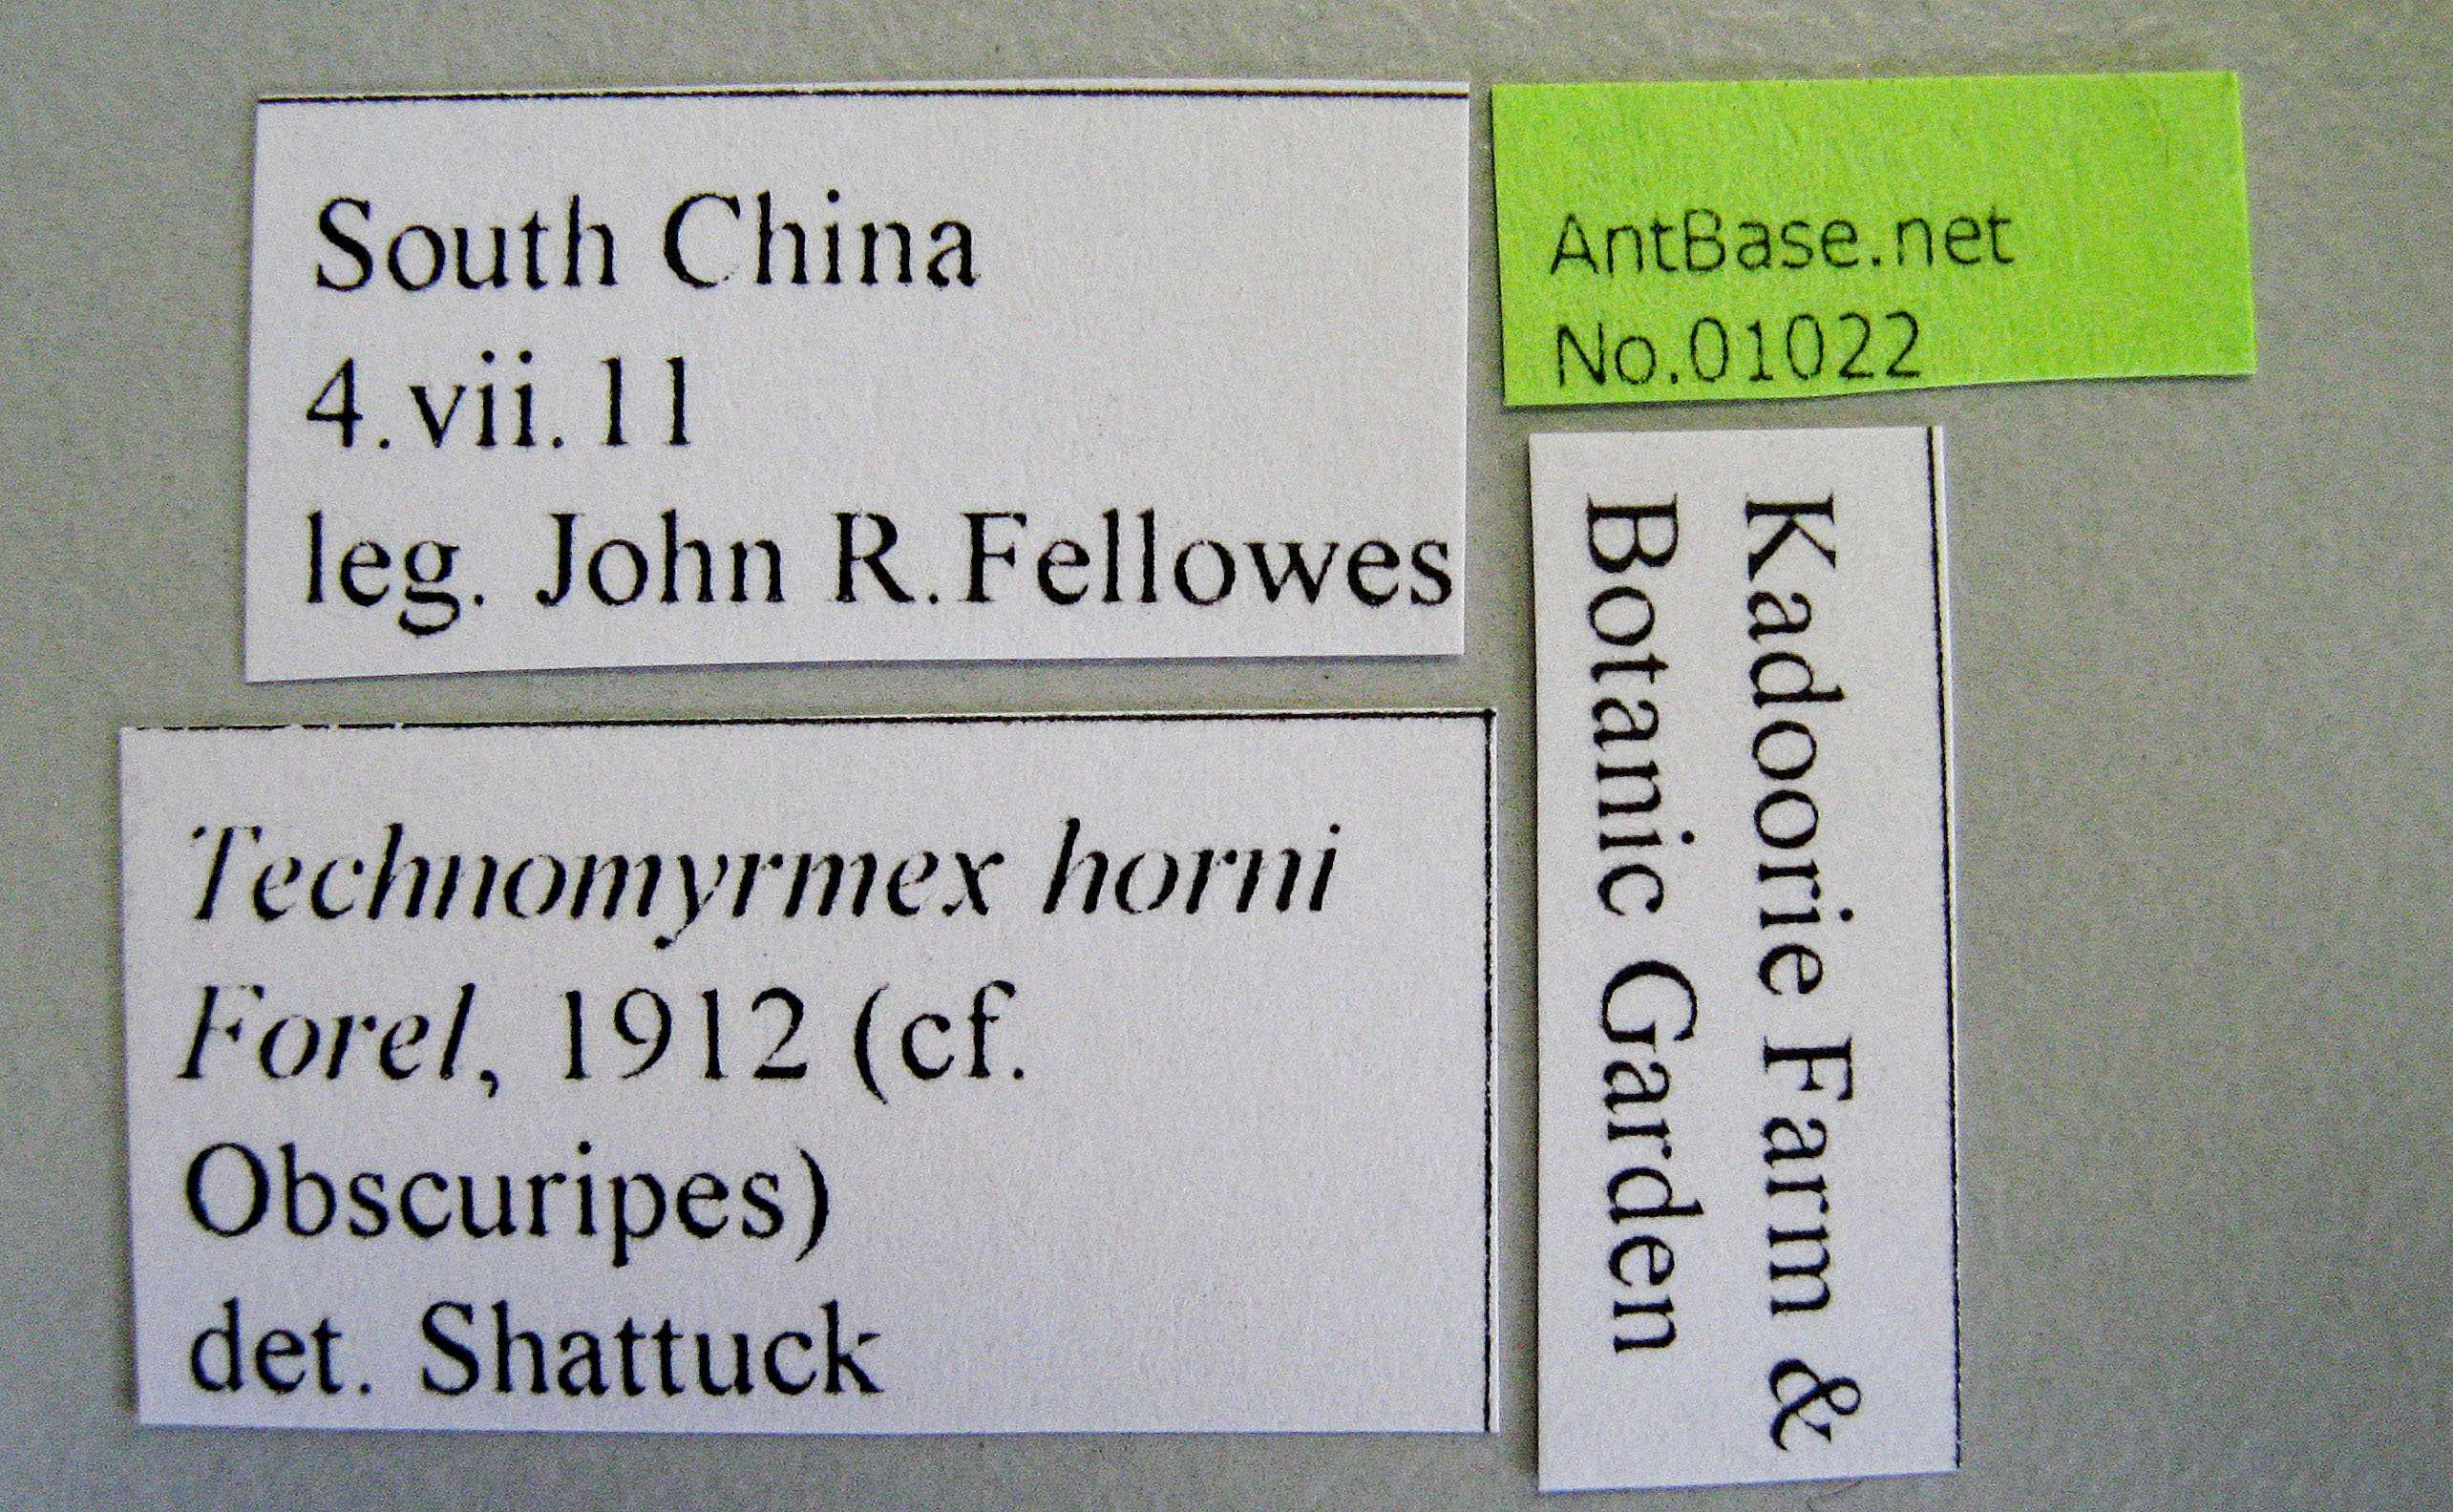 South China
4.vii.11
leg. John R.Fellowes
AntBase.net
No.01022
Kadoorie Farm &
Botanic Garden
Technomyrmex horni
Forel, 1912 (cf.
Obscuripes)
det. Shattuck